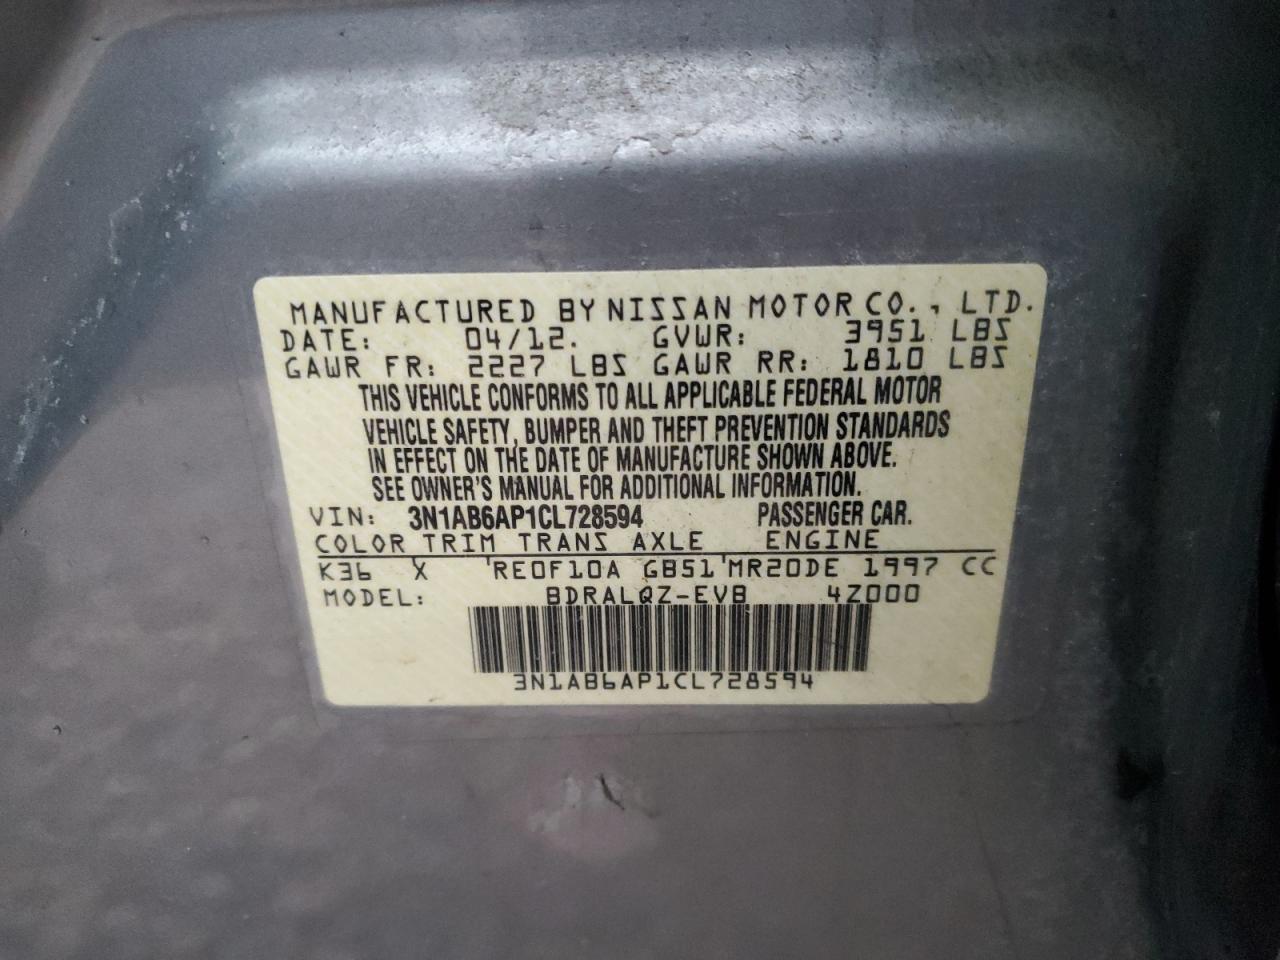 MANUFACTURED BY NISSAN MOTOR CO., LTD.
DATE: 04/12. GVWR: 3951 LBS
GAWR FR: 2227 LBS GAWR RR: 1810 LBS
THIS VEHICLE CONFORMS TO ALL APPLICABLE FEDERAL MOTOR
VEHICLE SAFETY, BUMPER AND THEFT PREVENTION STANDARDS
IN EFFECT ON THE DATE OF MANUFACTURE SHOWN ABOVE.
SEE OWNER'S MANUAL FOR ADDITIONAL INFORMATION.
VIN: 3N1AB6AP1CL728594 PASSENGER CAR.
COLOR TRIM TRANS AXLE ENGINE
K36 X RE0F10A GB51 MR20DE 1997 CC
MODEL: BDRALQZ-EVB 4Z000
3N1AB6AP1CL728594